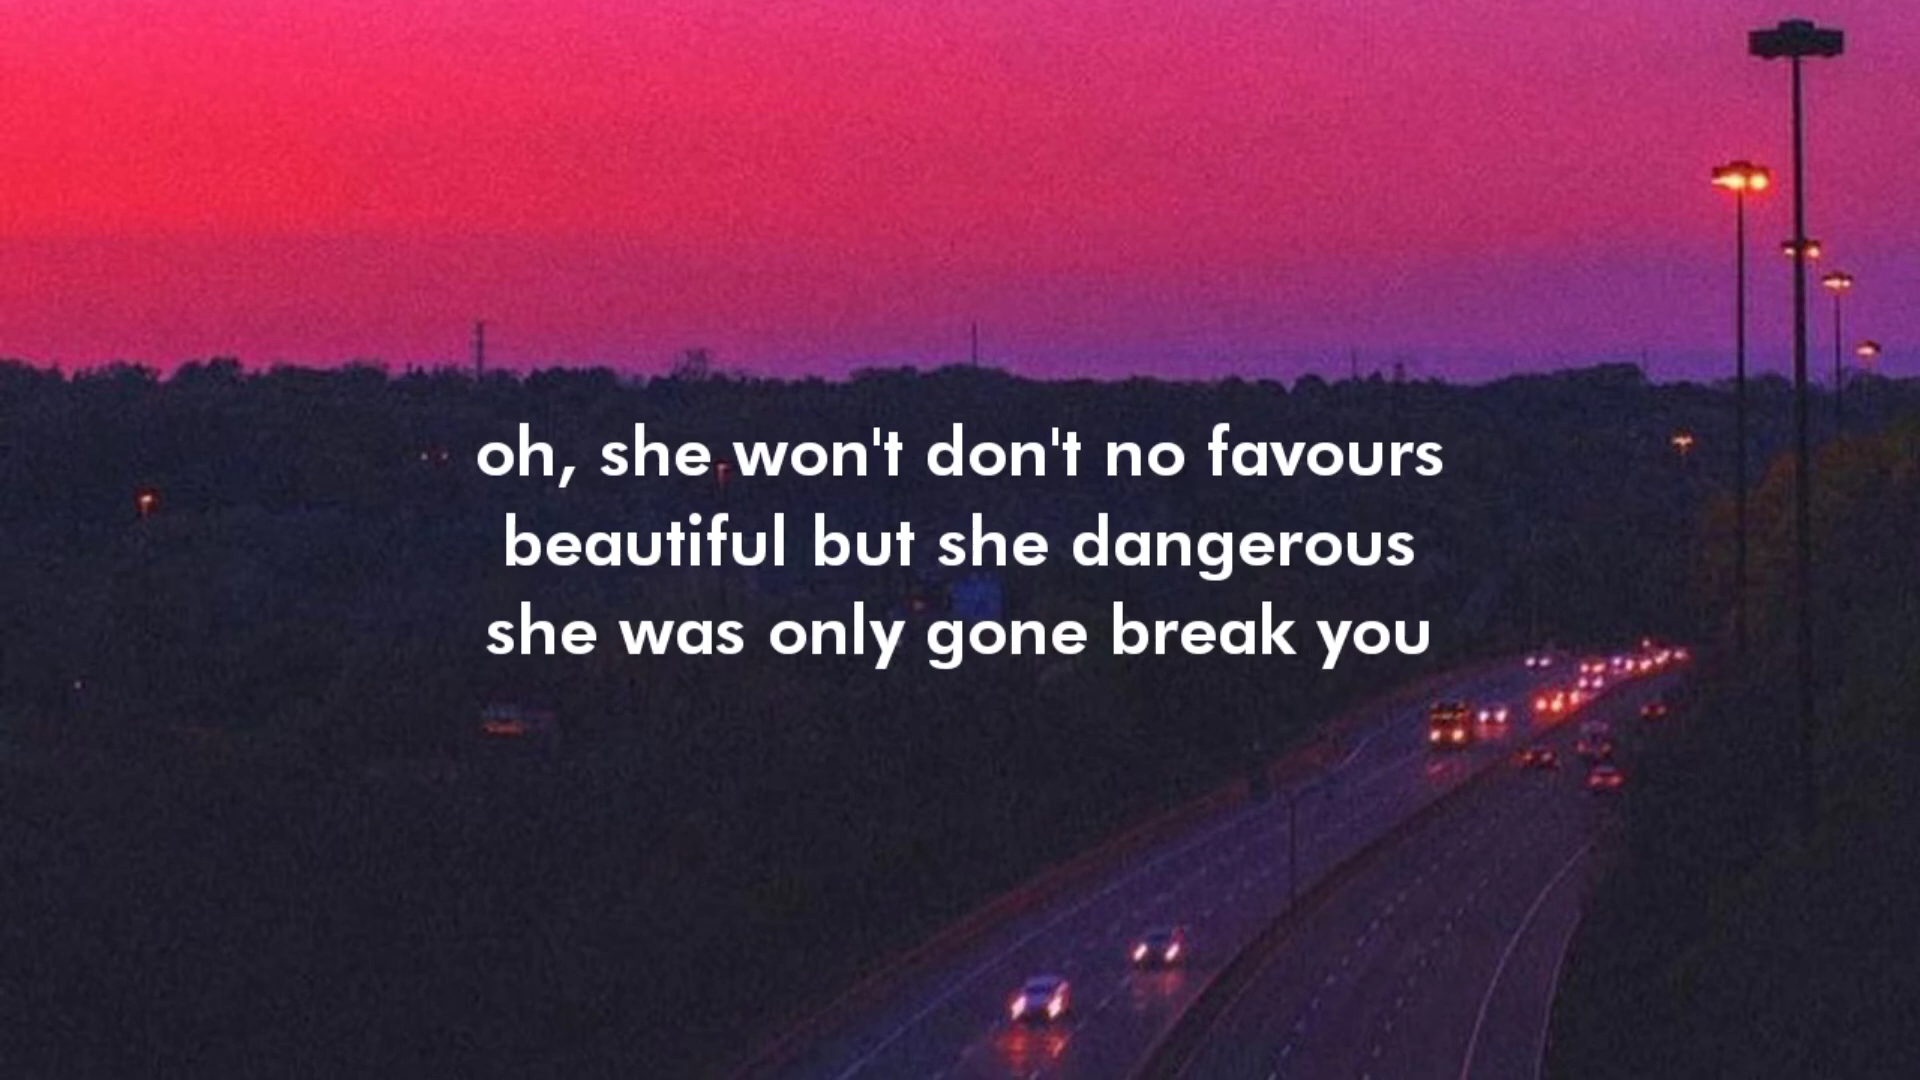 oh, she won't don't no favours
beautiful but she dangerous
she was only gone break you